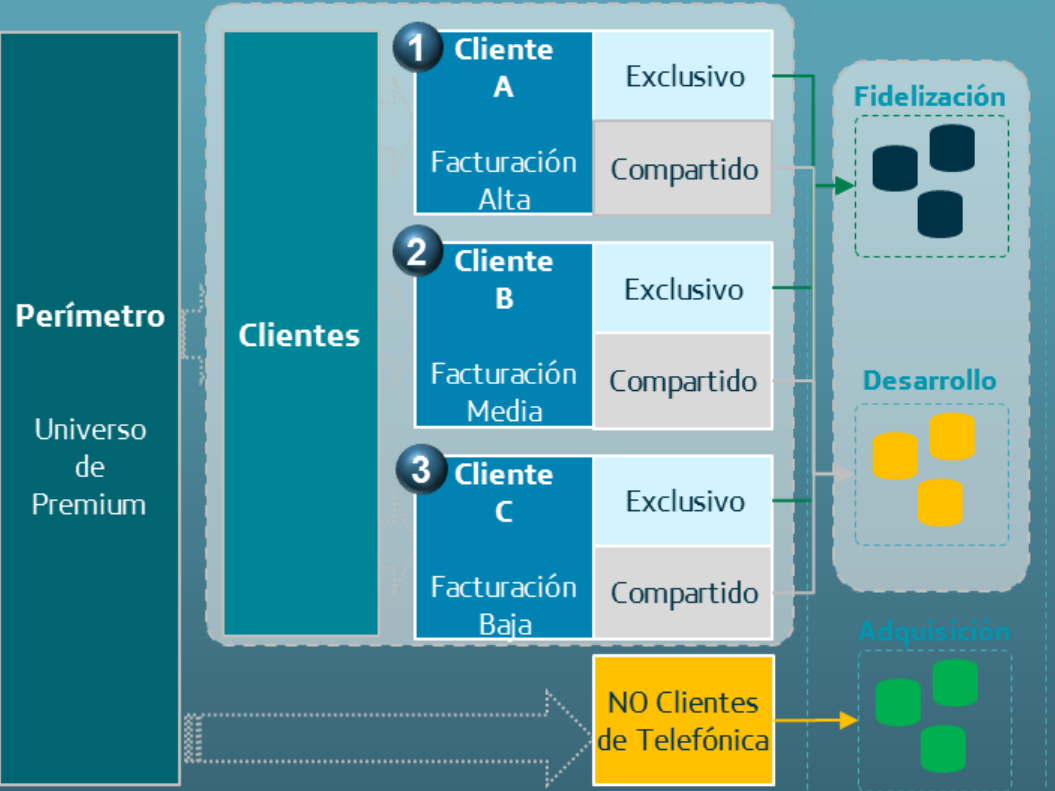 Perímetro
Universo
de
Premium
Clientes
1
Cliente
A
Facturación
Alta
Exclusivo
Compartido
2
Cliente
B
Facturación
Media
Exclusivo
Compartido
3
Cliente
C
Facturación
Baja
Exclusivo
Compartido
NO Clientes
de Telefónica
Fidelización
Desarrollo
Adquisición